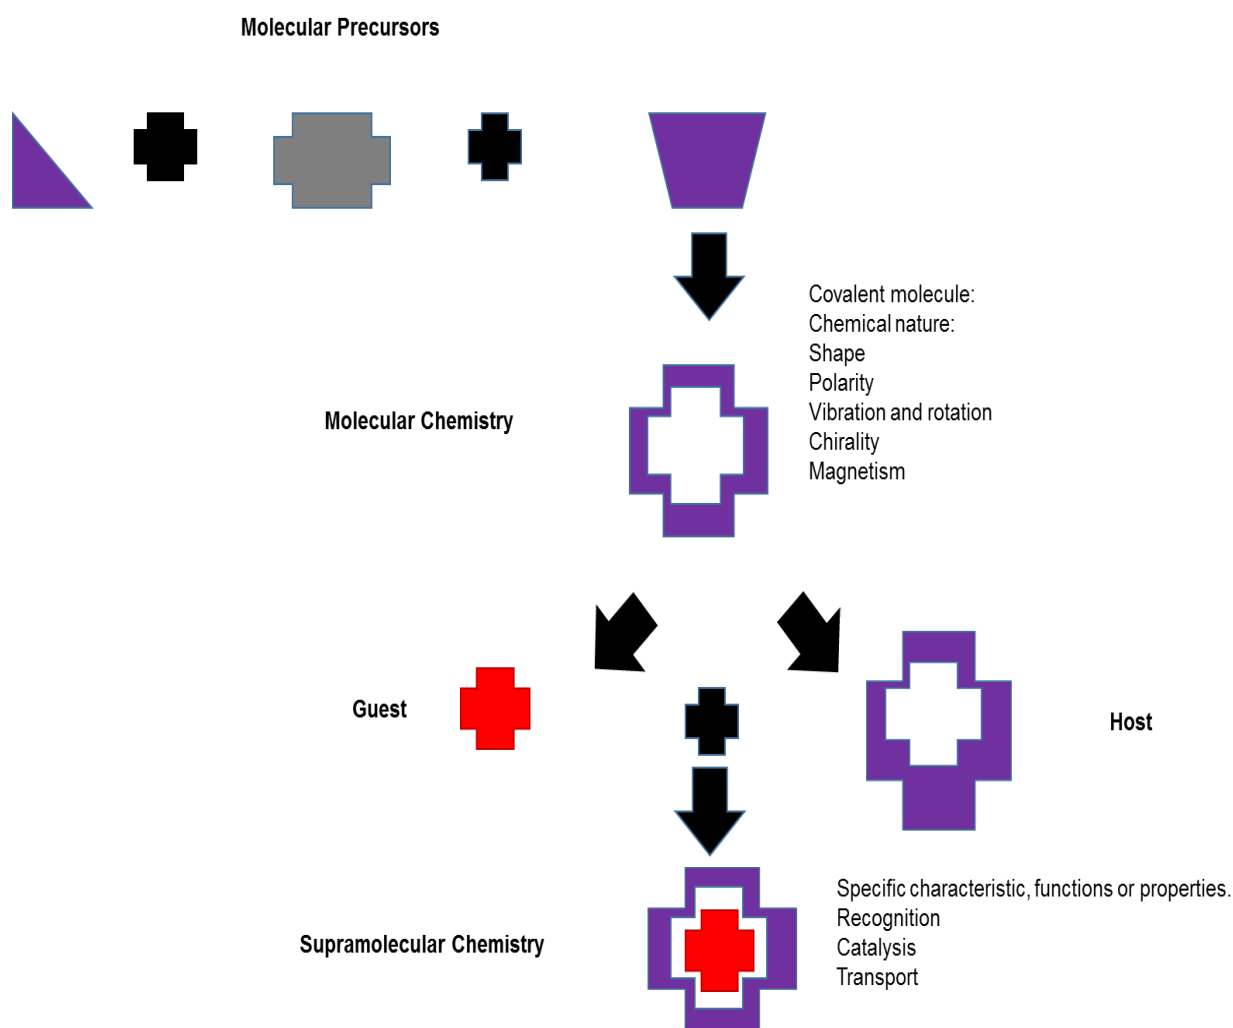 Molecular Precursors
Covalent molecule:
Chemical nature:
Shape
Polarity
Vibration and rotation
Chirality
Magnetism
Molecular Chemistry
Guest
Host
Specific characteristic, functions or properties.
Recognition
Catalysis
Transport
Supramolecular Chemistry